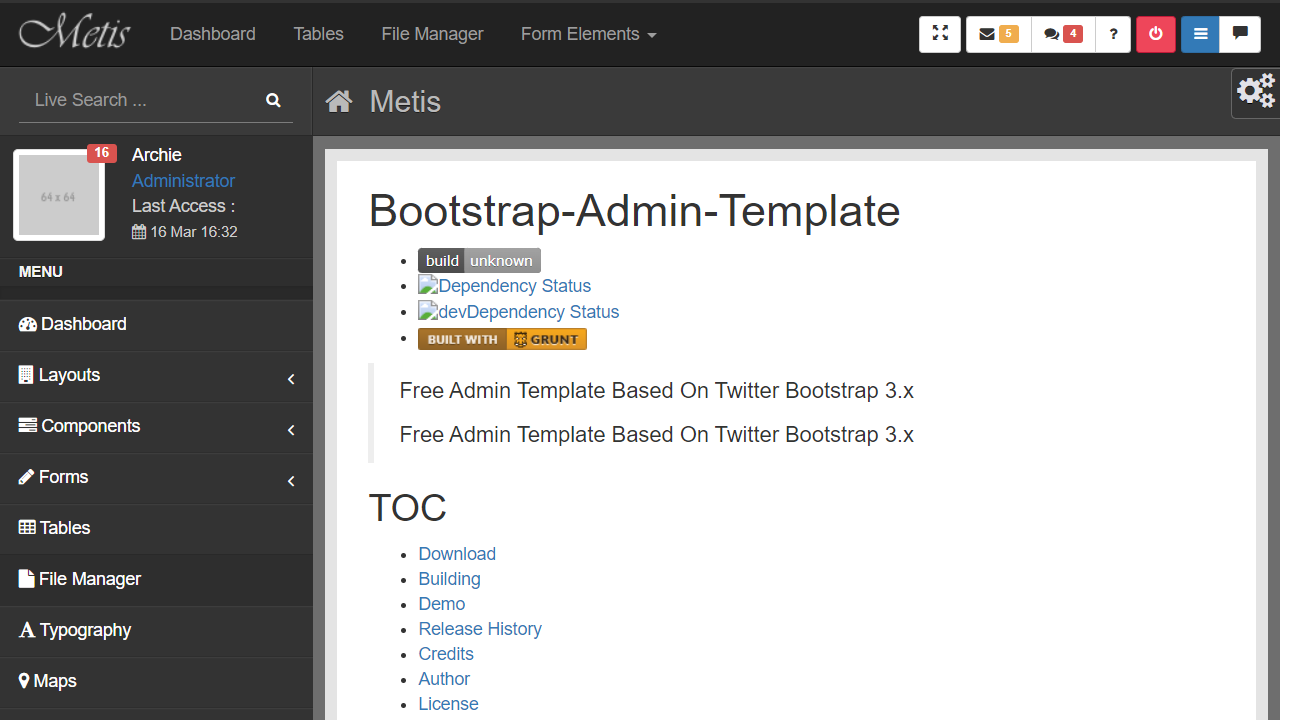 Metis Dashboard Tables File Manager Form Elements 5 4 ?
Live Search ...
Metis
16
64 x 64
Archie
Administrator
Last Access :
16 Mar 16:32
MENU
Dashboard
Layouts
Components
Forms
Tables
File Manager
Typography
Maps
Bootstrap-Admin-Template
build unknown
Dependency Status
devDependency Status
BUILT WITH GRUNT
Free Admin Template Based On Twitter Bootstrap 3.x
Free Admin Template Based On Twitter Bootstrap 3.x
TOC
Download
Building
Demo
Release History
Credits
Author
License